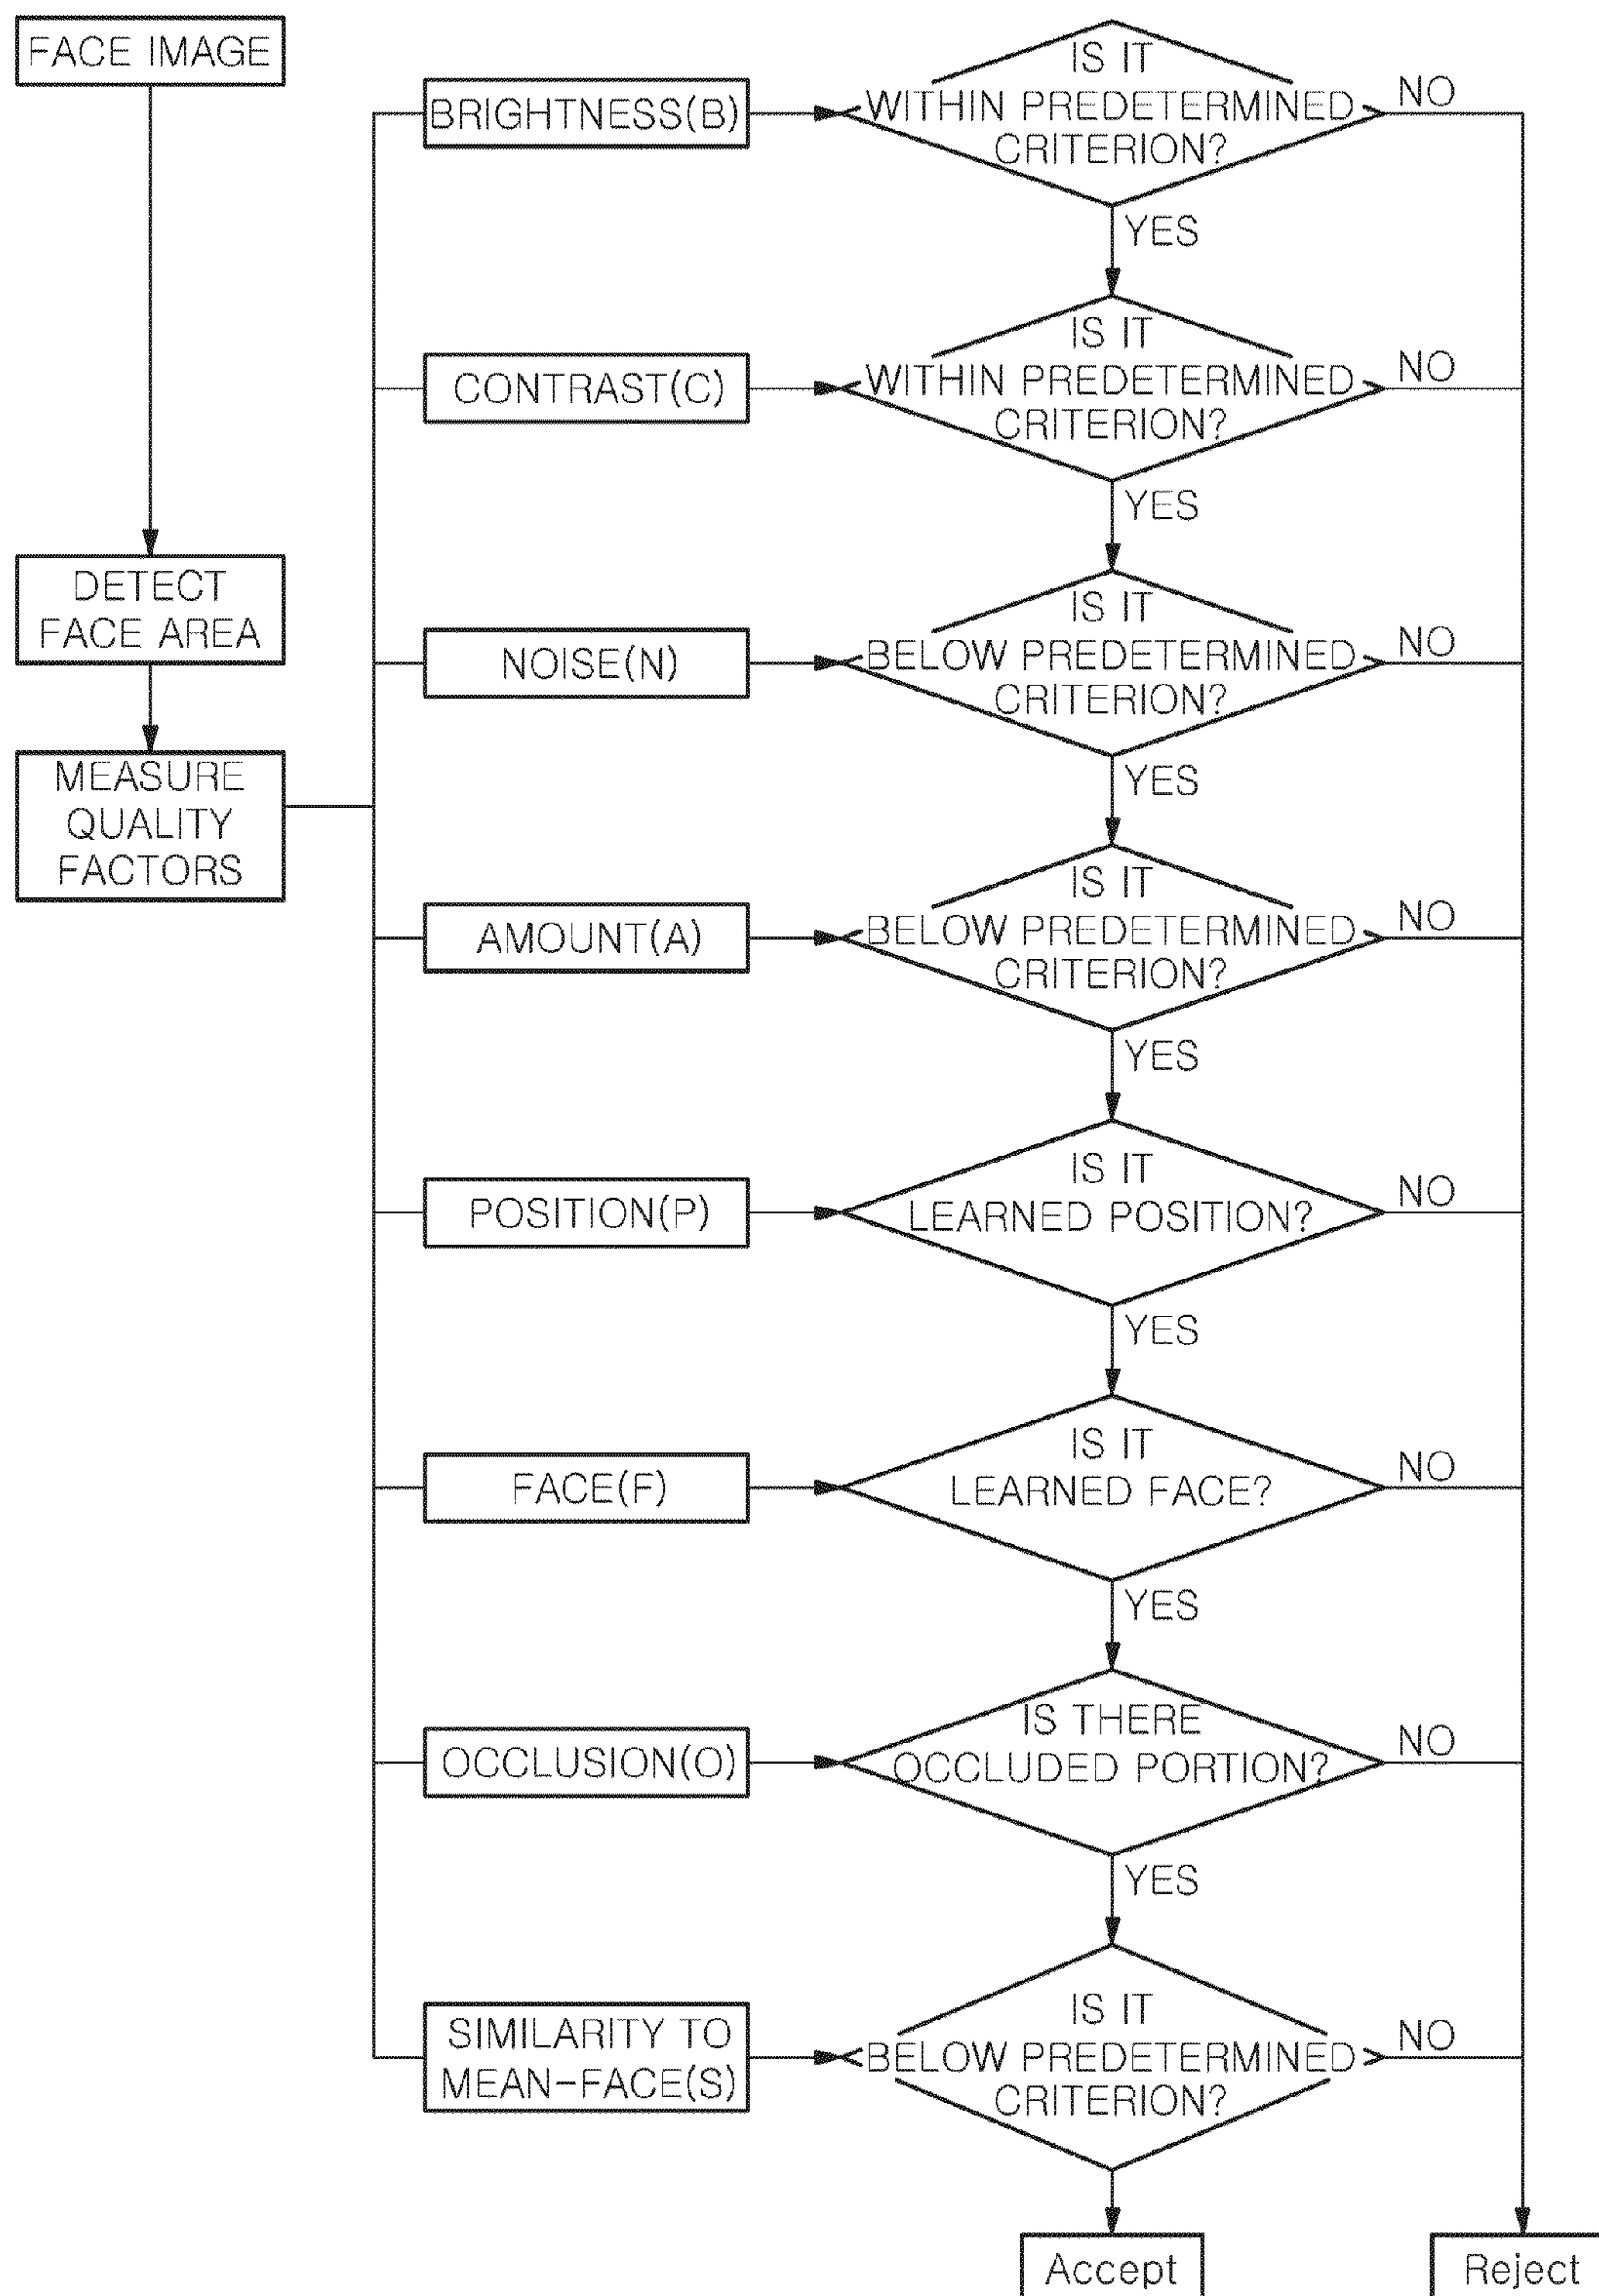 FACE IMAGE
DETECT
FACE AREA
MEASURE
QUALITY
FACTORS
BRIGHTNESS(B)
IS IT
WITHIN PREDETERMINED
CRITERION?
NO
YES
CONTRAST(C)
IS IT
WITHIN PREDETERMINED
CRITERION?
NO
YES
NOISE(N)
IS IT
BELOW PREDETERMINED
CRITERION?
NO
YES
AMOUNT(A)
IS IT
BELOW PREDETERMINED
CRITERION?
NO
YES
POSITION(P)
IS IT
LEARNED POSITION?
NO
YES
FACE(F)
IS IT
LEARNED FACE?
NO
YES
OCCLUSION(O)
IS THERE
OCCLUDED PORTION?
NO
YES
SIMILARITY TO
MEAN-FACE(S)
IS IT
BELOW PREDETERMINED
CRITERION?
NO
Accept
Reject